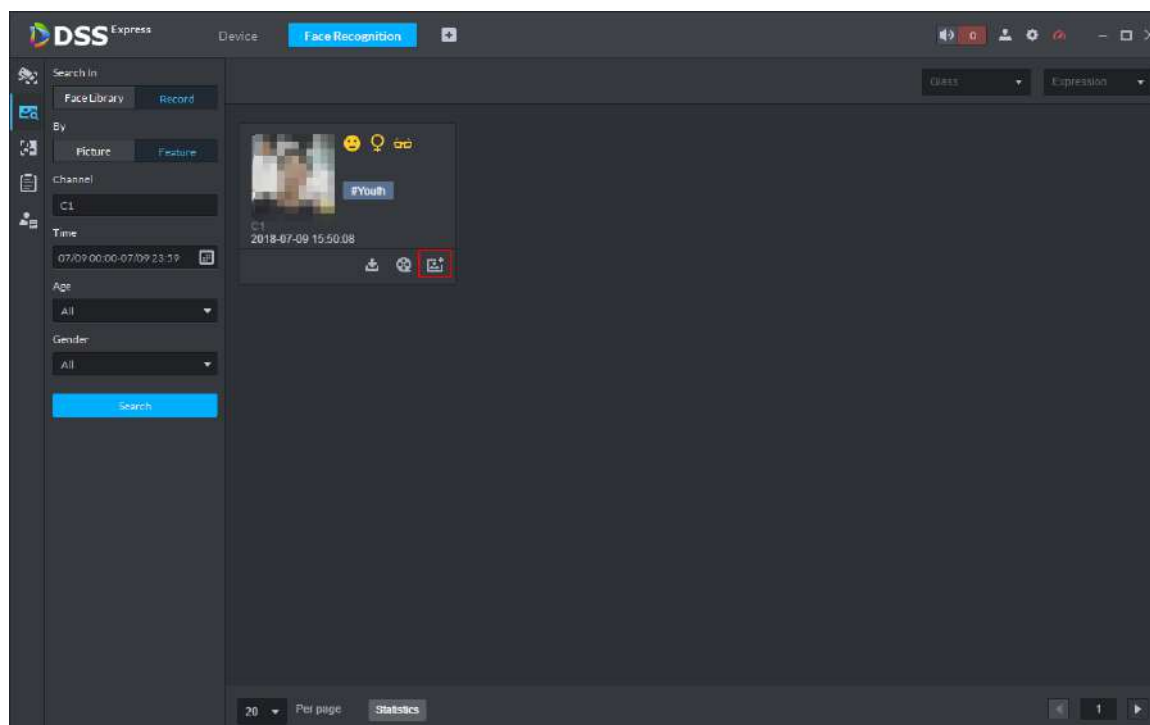 DSS Express
Device
Face Recognition
0
Search In
Face Library
Record
By
Picture
Feature
Channel
C1
Time
07/09 00:00-07/09 23:59
Age
All
Gender
All
Search
Glass
Expression
#Youth
C1
2018-07-09 15:50:08
20
Per page
Statistics
1